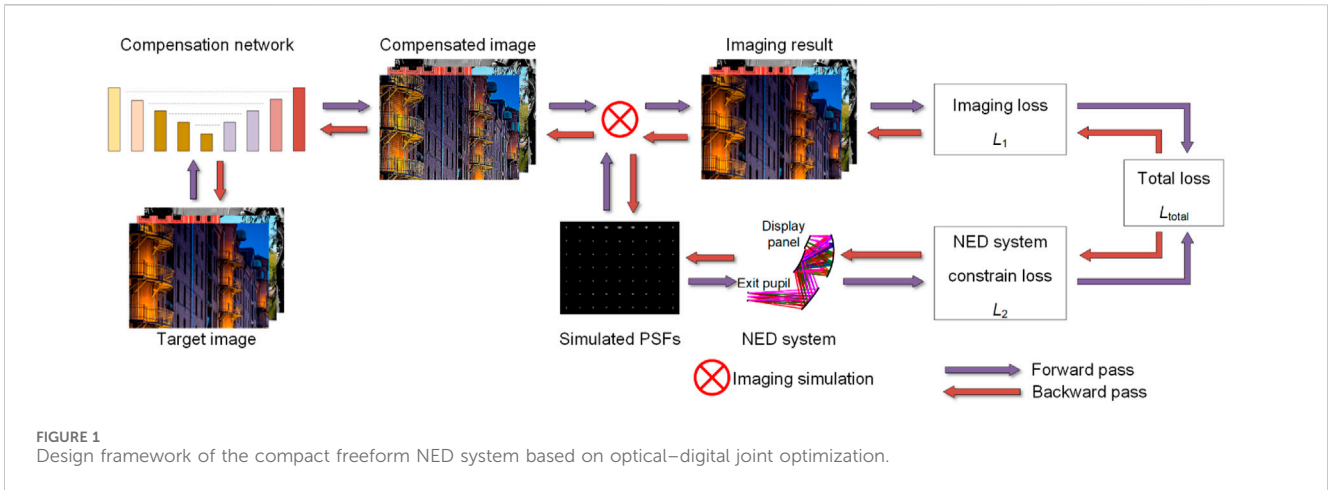 Compensation network
Compensated image
Imaging result
Imaging loss
L1
Total loss
Ltotal
Display
panel
NED system
constrain loss
L2
Exit pupil
Target image
Simulated PSFs
NED system
Imaging simulation
Forward pass
Backward pass
FIGURE 1
Design framework of the compact freeform NED system based on optical–digital joint optimization.